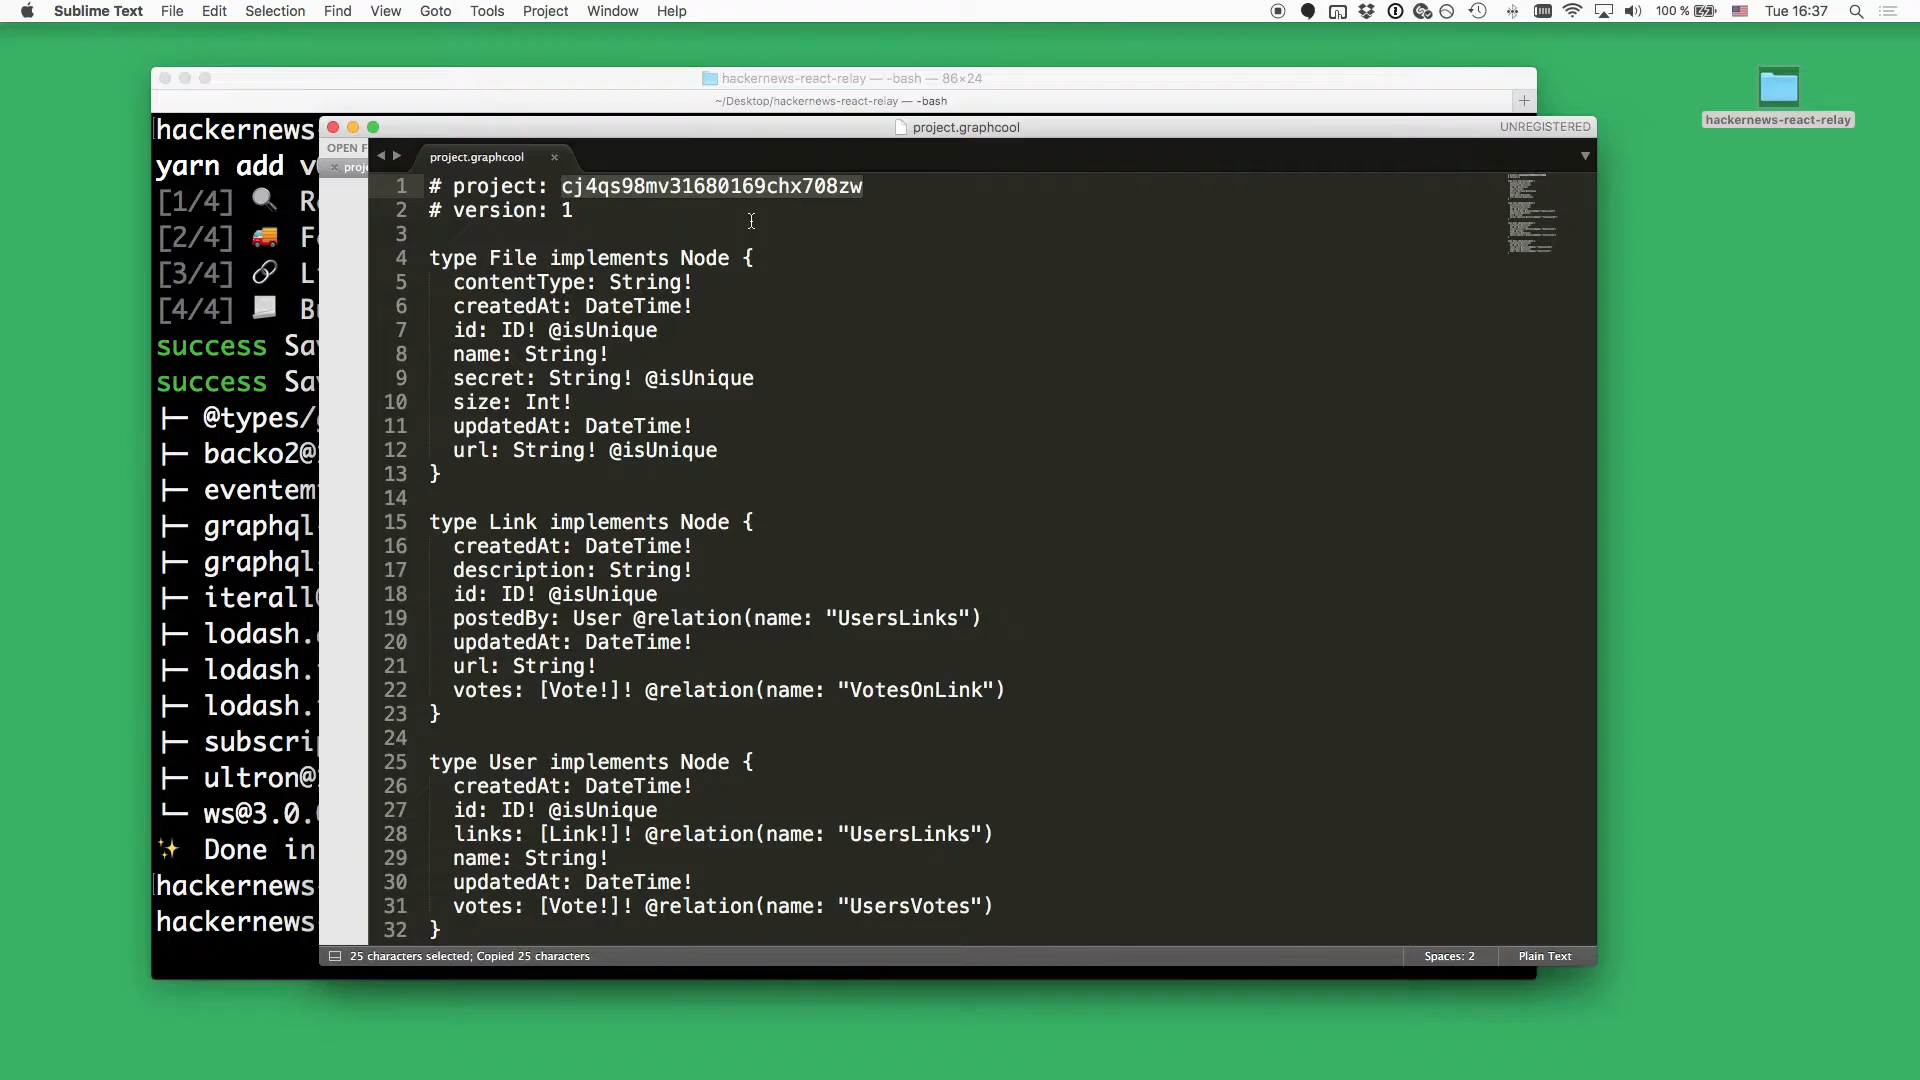 Sublime Text File Edit Selection Find View Goto Tools Project Window Help 100 % Tue 16:37
hackernews-react-relay — -bash — 86×24
~/Desktop/hackernews-react-relay — -bash
hackernews-react-relay
hackernews-
yarn add
[1/4]
[2/4]
[3/4]
[4/4]
success
success
├─ @types/
├─ backo2@
├─
├─ graphql
├─ graphql
├─ iterall
├─ lodash.
├─ lodash.
├─ lodash.
├─
├─ ultron@
└─ ws@3.0.
✨ Done in
hackernews-
hackernews-
project.graphcool
UNREGISTERED
OPEN F
project.graphcool
1 # project: cj4qs98mv31680169chx708zw
2 # version: 1
3
4 type File implements Node {
5 contentType: String!
6 createdAt: DateTime!
7 id: ID! @isUnique
8 name: String!
9 secret: String! @isUnique
10 size: Int!
11 updatedAt: DateTime!
12 url: String! @isUnique
13 }
14
15 type Link implements Node {
16 createdAt: DateTime!
17 description: String!
18 id: ID! @isUnique
19 postedBy: User @relation(name: "UsersLinks")
20 updatedAt: DateTime!
21 url: String!
22 votes: [Vote!]! @relation(name: "VotesOnLink")
23 }
24
25 type User implements Node {
26 createdAt: DateTime!
27 id: ID! @isUnique
28 links: [Link!]! @relation(name: "UsersLinks")
29 name: String!
30 updatedAt: DateTime!
31 votes: [Vote!]! @relation(name: "UsersVotes")
32 }
25 characters selected; Copied 25 characters
Spaces: 2
Plain Text